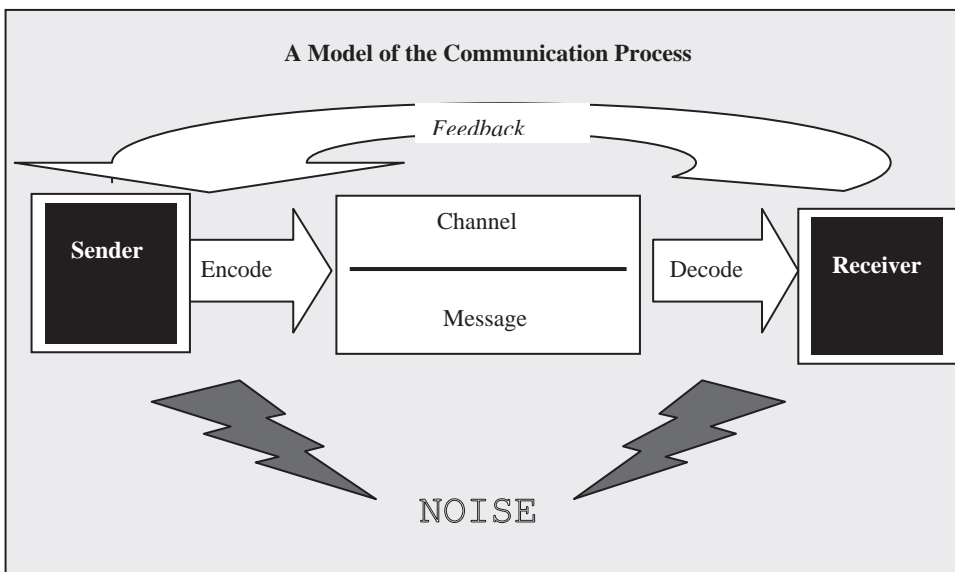 A Model of the Communication Process
Feedback
Sender
Encode
Channel
Message
Decode
Receiver
NOISE